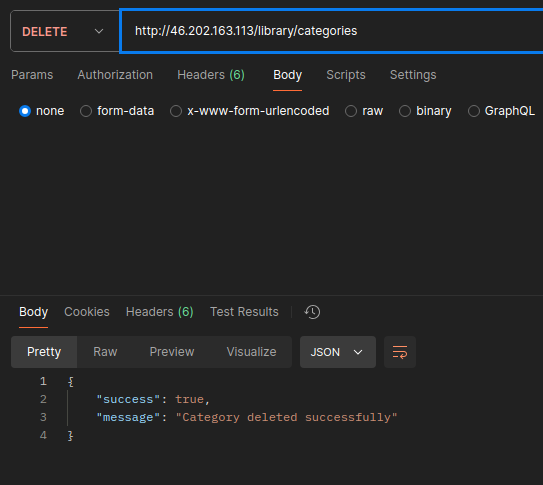 DELETE http://46.202.163.113/library/categories
Params Authorization Headers (6) Body Scripts Settings
none form-data x-www-form-urlencoded raw binary GraphQL
Body Cookies Headers (6) Test Results
Pretty Raw Preview Visualize JSON
1 {
2 "success": true,
3 "message": "Category deleted successfully"
4 }